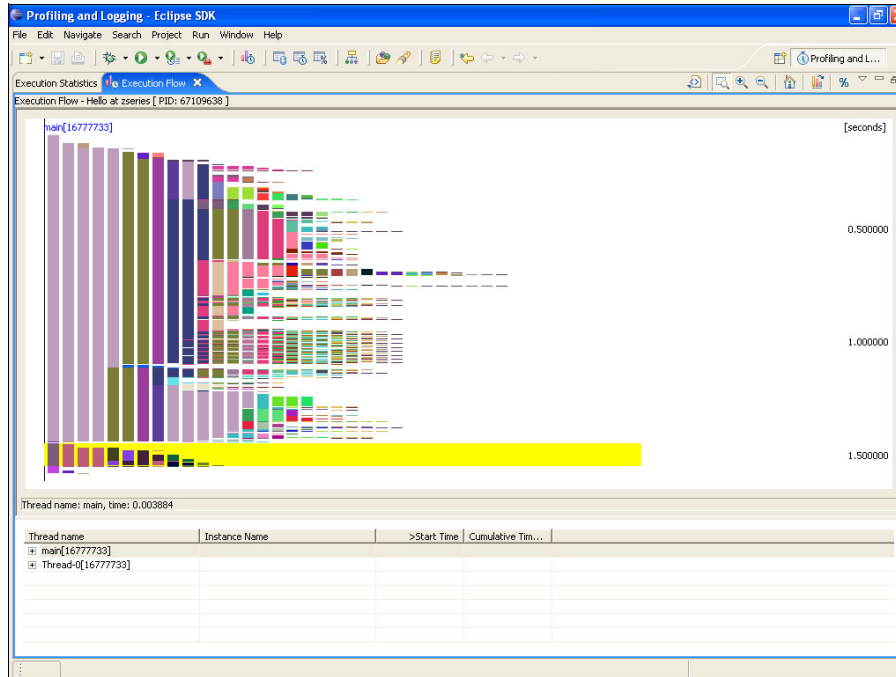 Profiling and Logging - Eclipse SDK
File Edit Navigate Search Project Run Window Help
Profiling and L...
Execution Statistics Execution Flow
Execution Flow - Hello at zseries [ PID: 67109638 ]
main[16777733] [seconds]
0.500000
1.000000
1.500000
Thread name: main, time: 0.003884
Thread name Instance Name >Start Time Cumulative Tim...
main[16777733]
Thread-0[16777733]